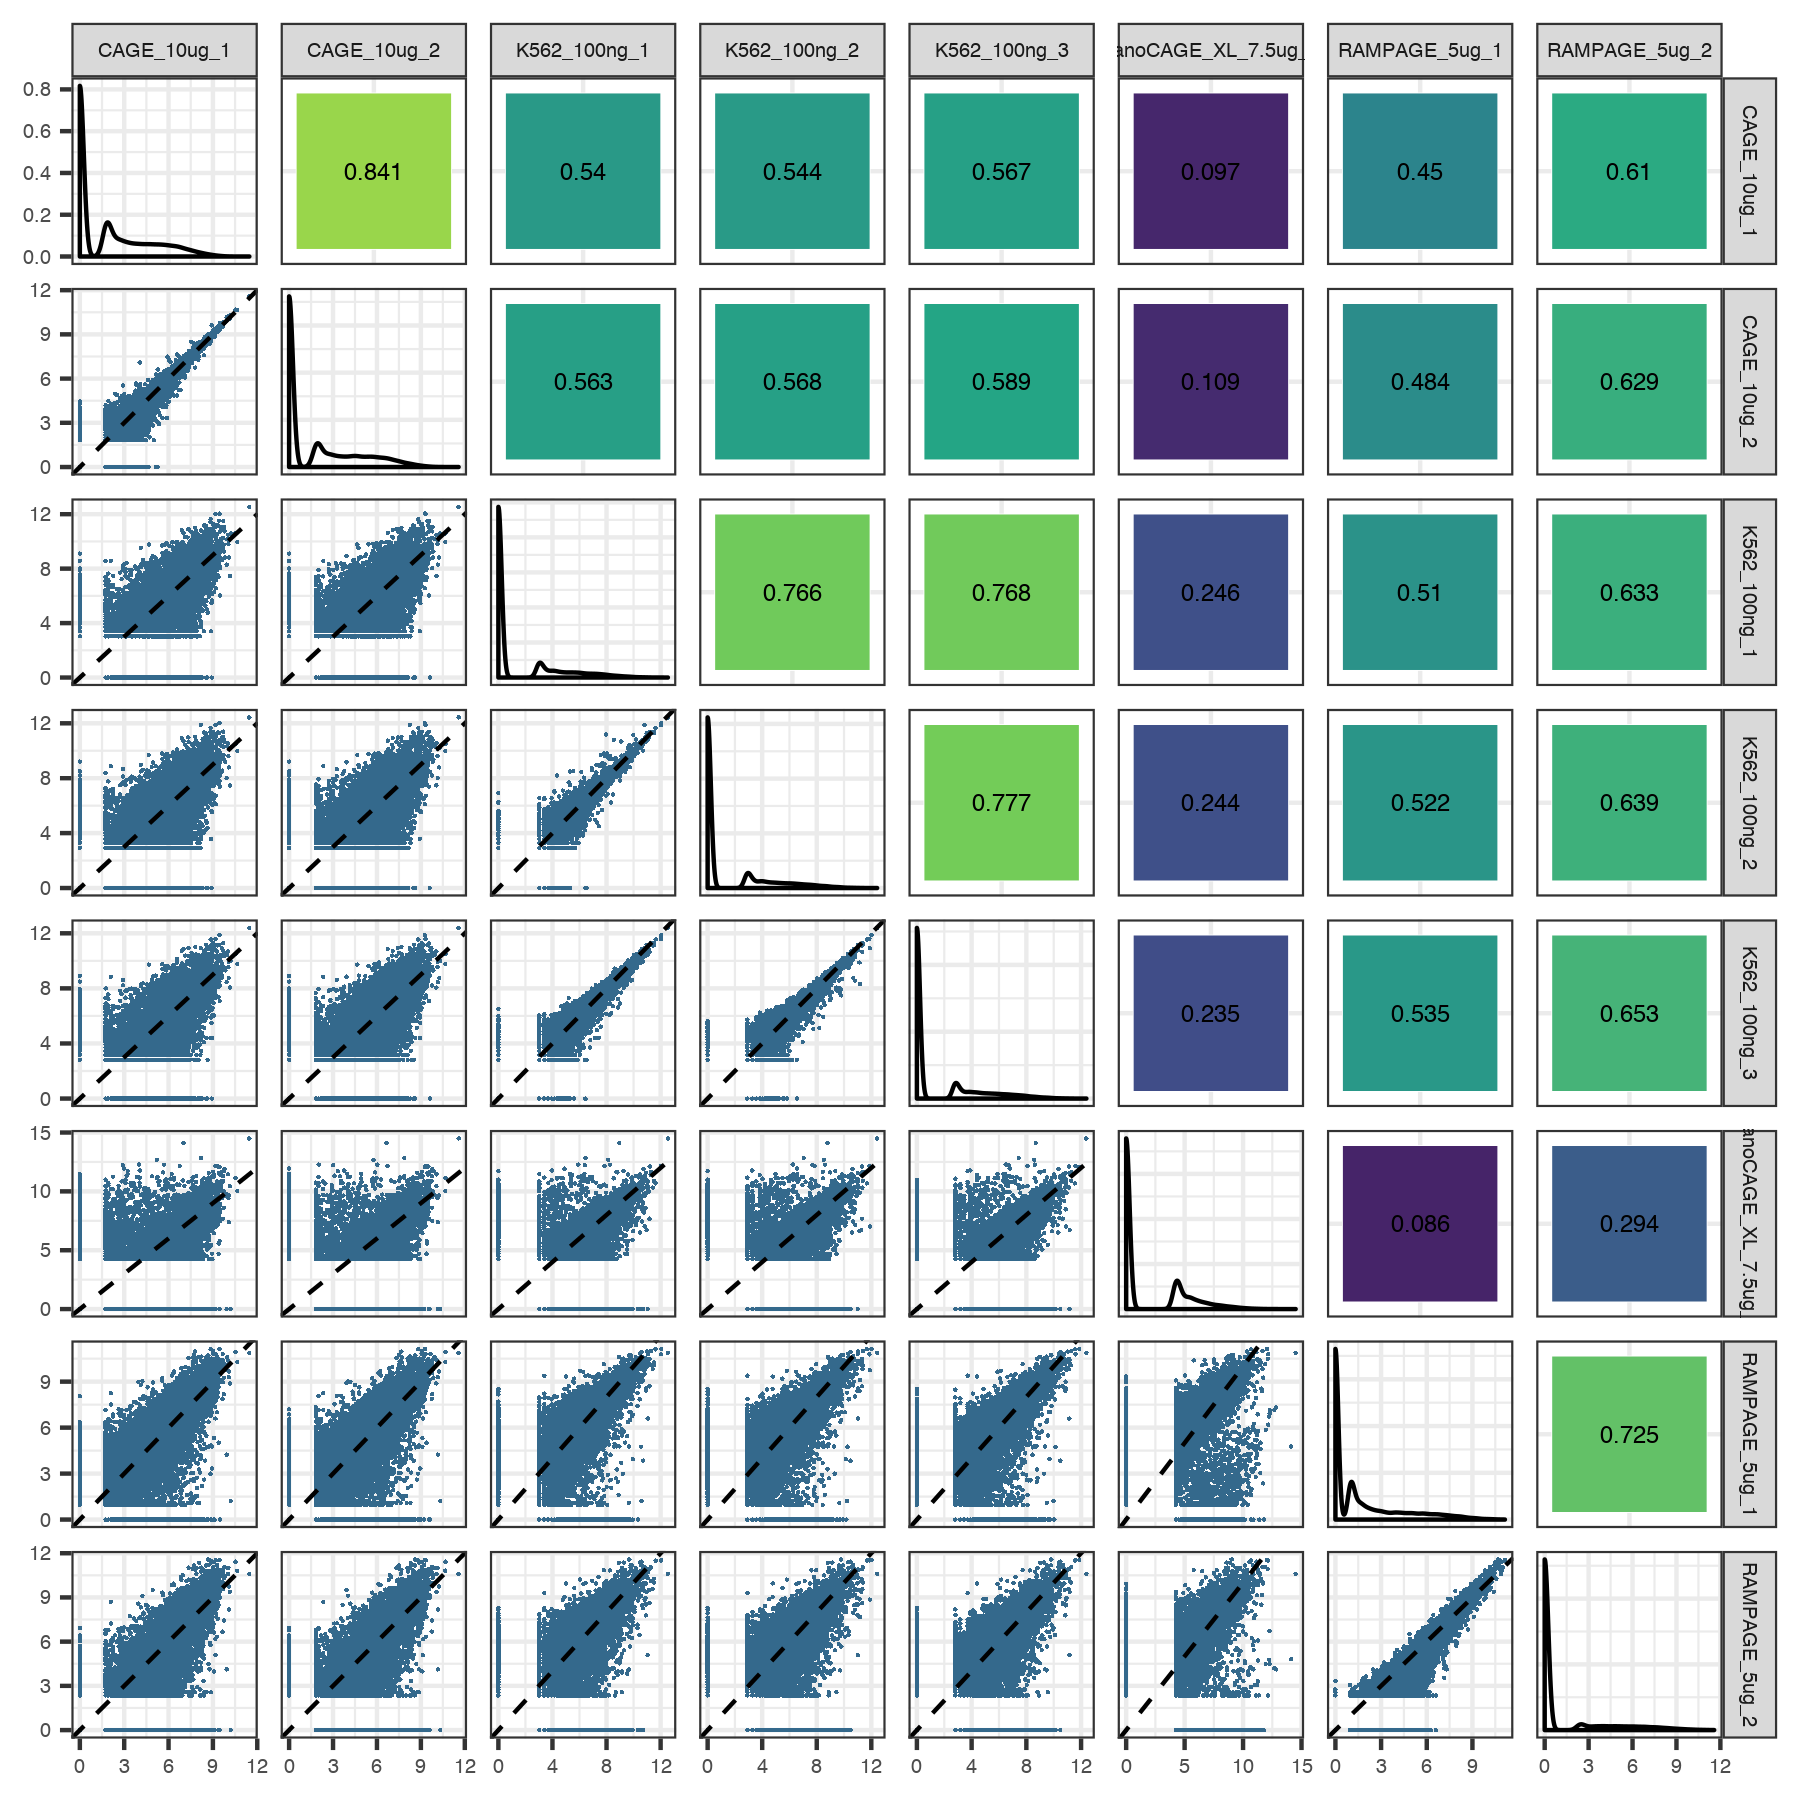 CAGE_10ug_1 CAGE_10ug_2 K562_100ng_1 K562_100ng_2 K562_100ng_3 anoCAGE_XL_7.5ug_ RAMPAGE_5ug_1 RAMPAGE_5ug_2
0.8
0.6
0.4
0.2
0.0
0.841 0.54 0.544 0.567 0.097 0.45 0.61
CAGE_10ug_1
12
9
6
3
0
0.563 0.568 0.589 0.109 0.484 0.629
CAGE_10ug_2
12
8
4
0
0.766 0.768 0.246 0.51 0.633
K562_100ng_1
12
8
4
0
0.777 0.244 0.522 0.639
K562_100ng_2
12
8
4
0
0.235 0.535 0.653
K562_100ng_3
15
10
5
0
0.086 0.294
anoCAGE_XL_7.5ug_
9
6
3
0
0.725
RAMPAGE_5ug_1
12
9
6
3
0
RAMPAGE_5ug_2
0 3 6 9 12 0 3 6 9 12 0 4 8 12 0 4 8 12 0 4 8 12 0 5 10 15 0 3 6 9 0 3 6 9 12